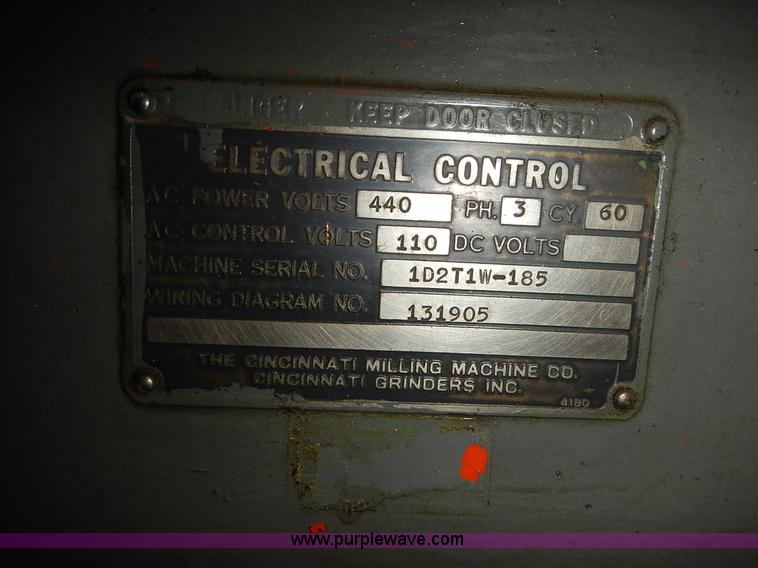 DANGER KEEP DOOR CLOSED
ELECTRICAL CONTROL
AC POWER VOLTS 440 PH. 3 CY. 60
AC CONTROL VOLTS 110 DC VOLTS
MACHINE SERIAL NO. 1D2T1W-185
WIRING DIAGRAM NO. 131905
THE CINCINNATI MILLING MACHINE CO.
CINCINNATI GRINDERS INC.
418Q
www.purplewave.com